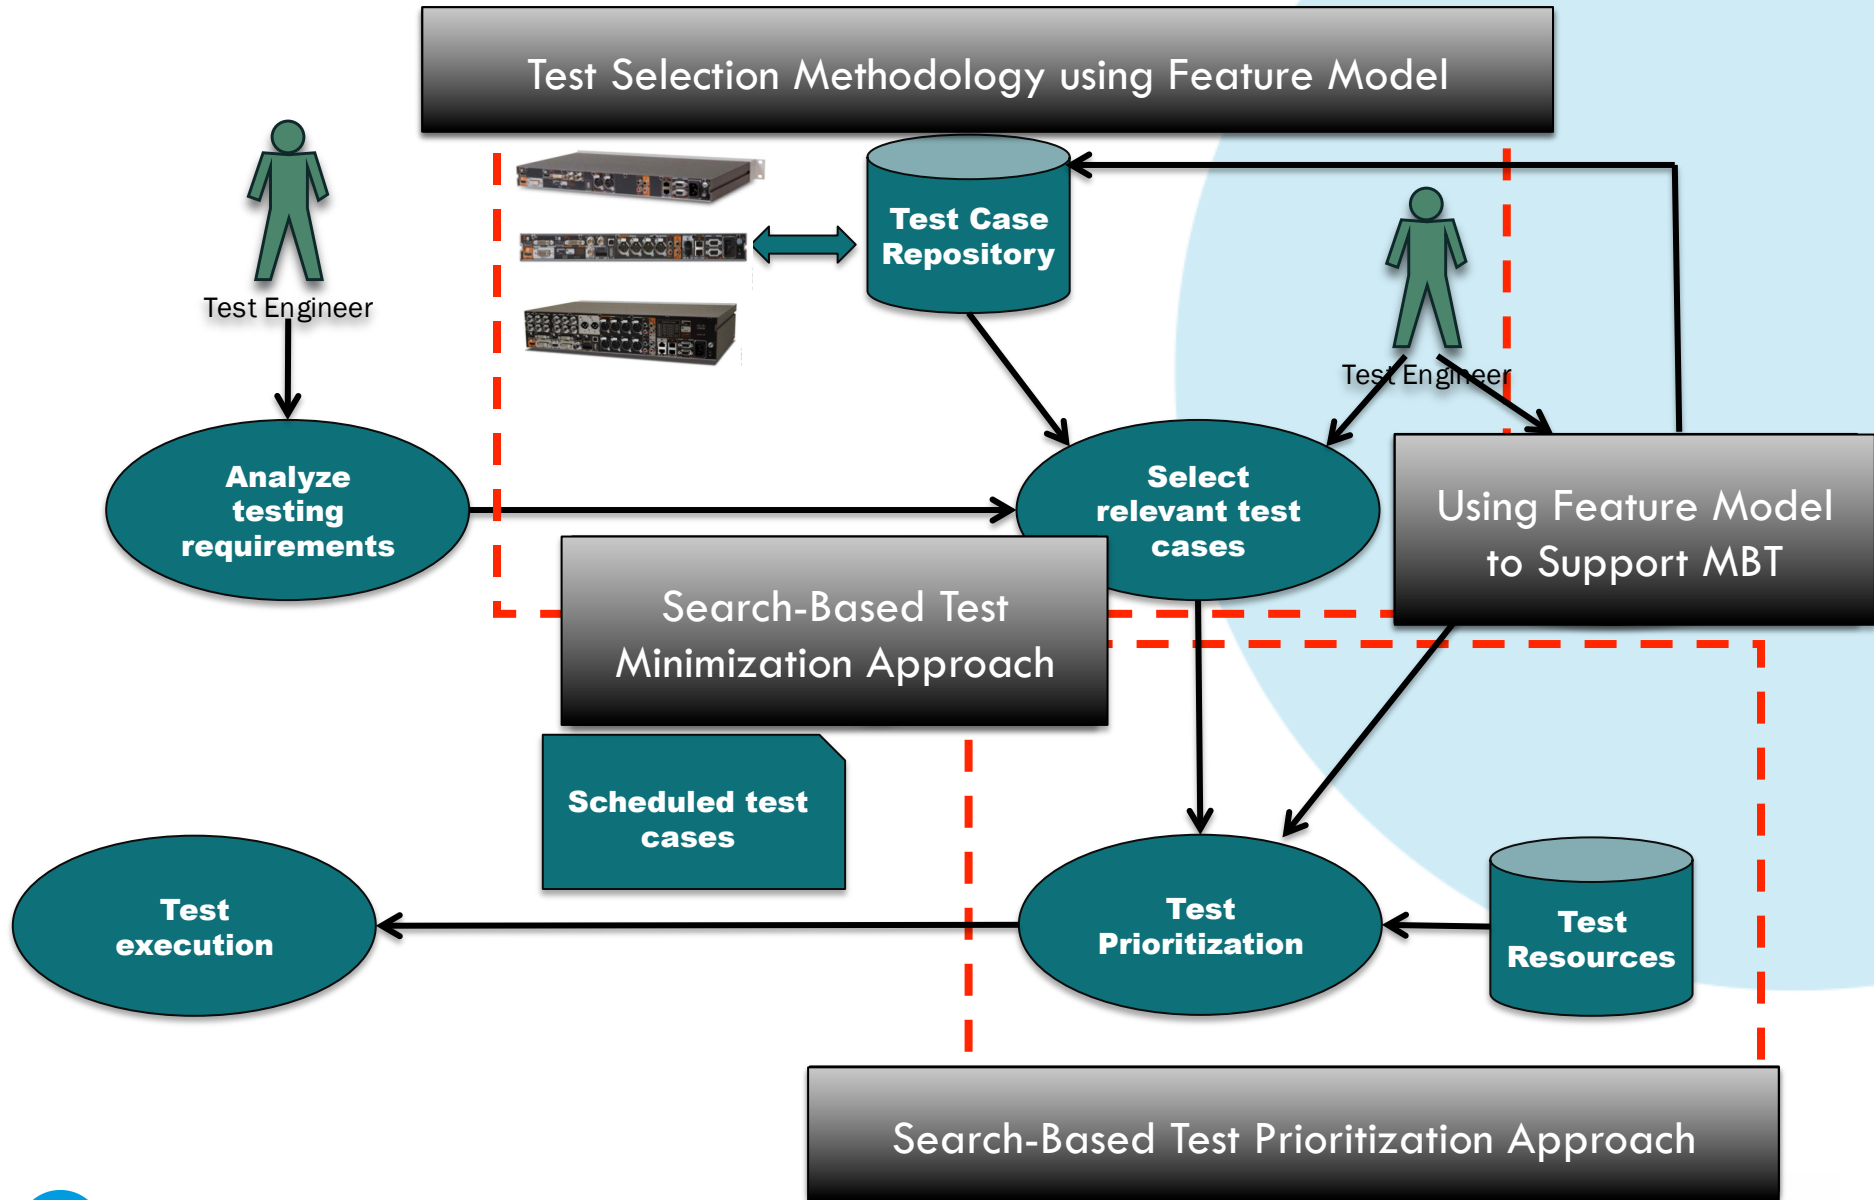 Test Selection Methodology using Feature Model
Test Case
Repository
Test Engineer
Test Engineer
Analyze
testing
requirements
Select
relevant test
cases
Using Feature Model
to Support MBT
Search-Based Test
Minimization Approach
Scheduled test
cases
Test
execution
Test
Prioritization
Test
Resources
Search-Based Test Prioritization Approach